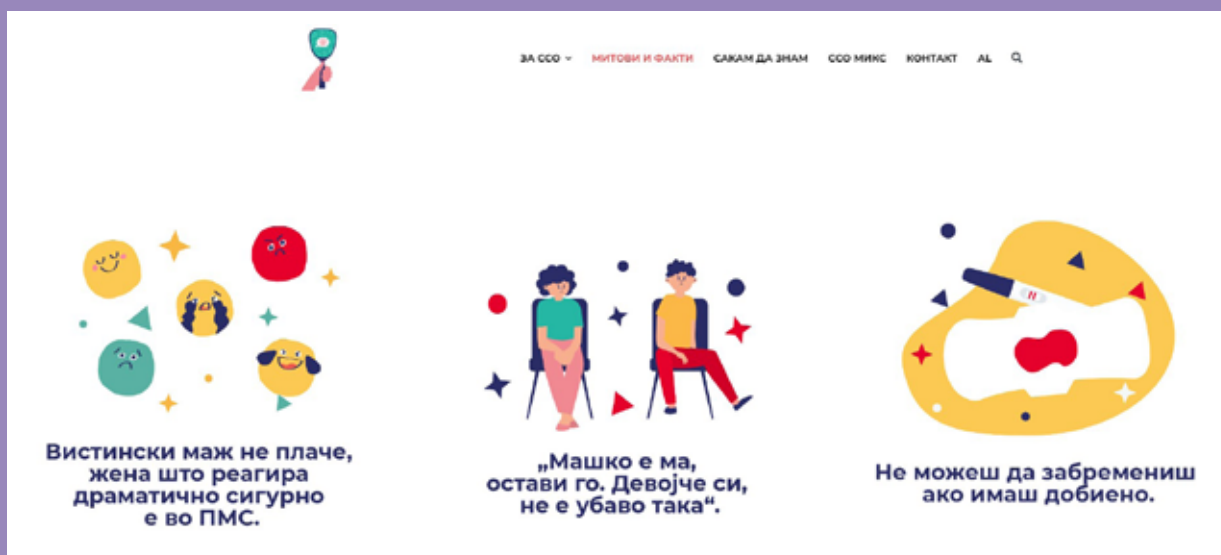 ЗА ССО МИТОВИ И ФАКТИ САКАМ ДА ЗНАМ ССО МИКС КОНТАКТ AL
Вистински маж не плаче,
жена што реагира
драматично сигурно
е во ПМС.
„Машко е ма,
остави го. Девојче си,
не е убаво така“.
Не можеш да забремениш
ако имаш добиено.